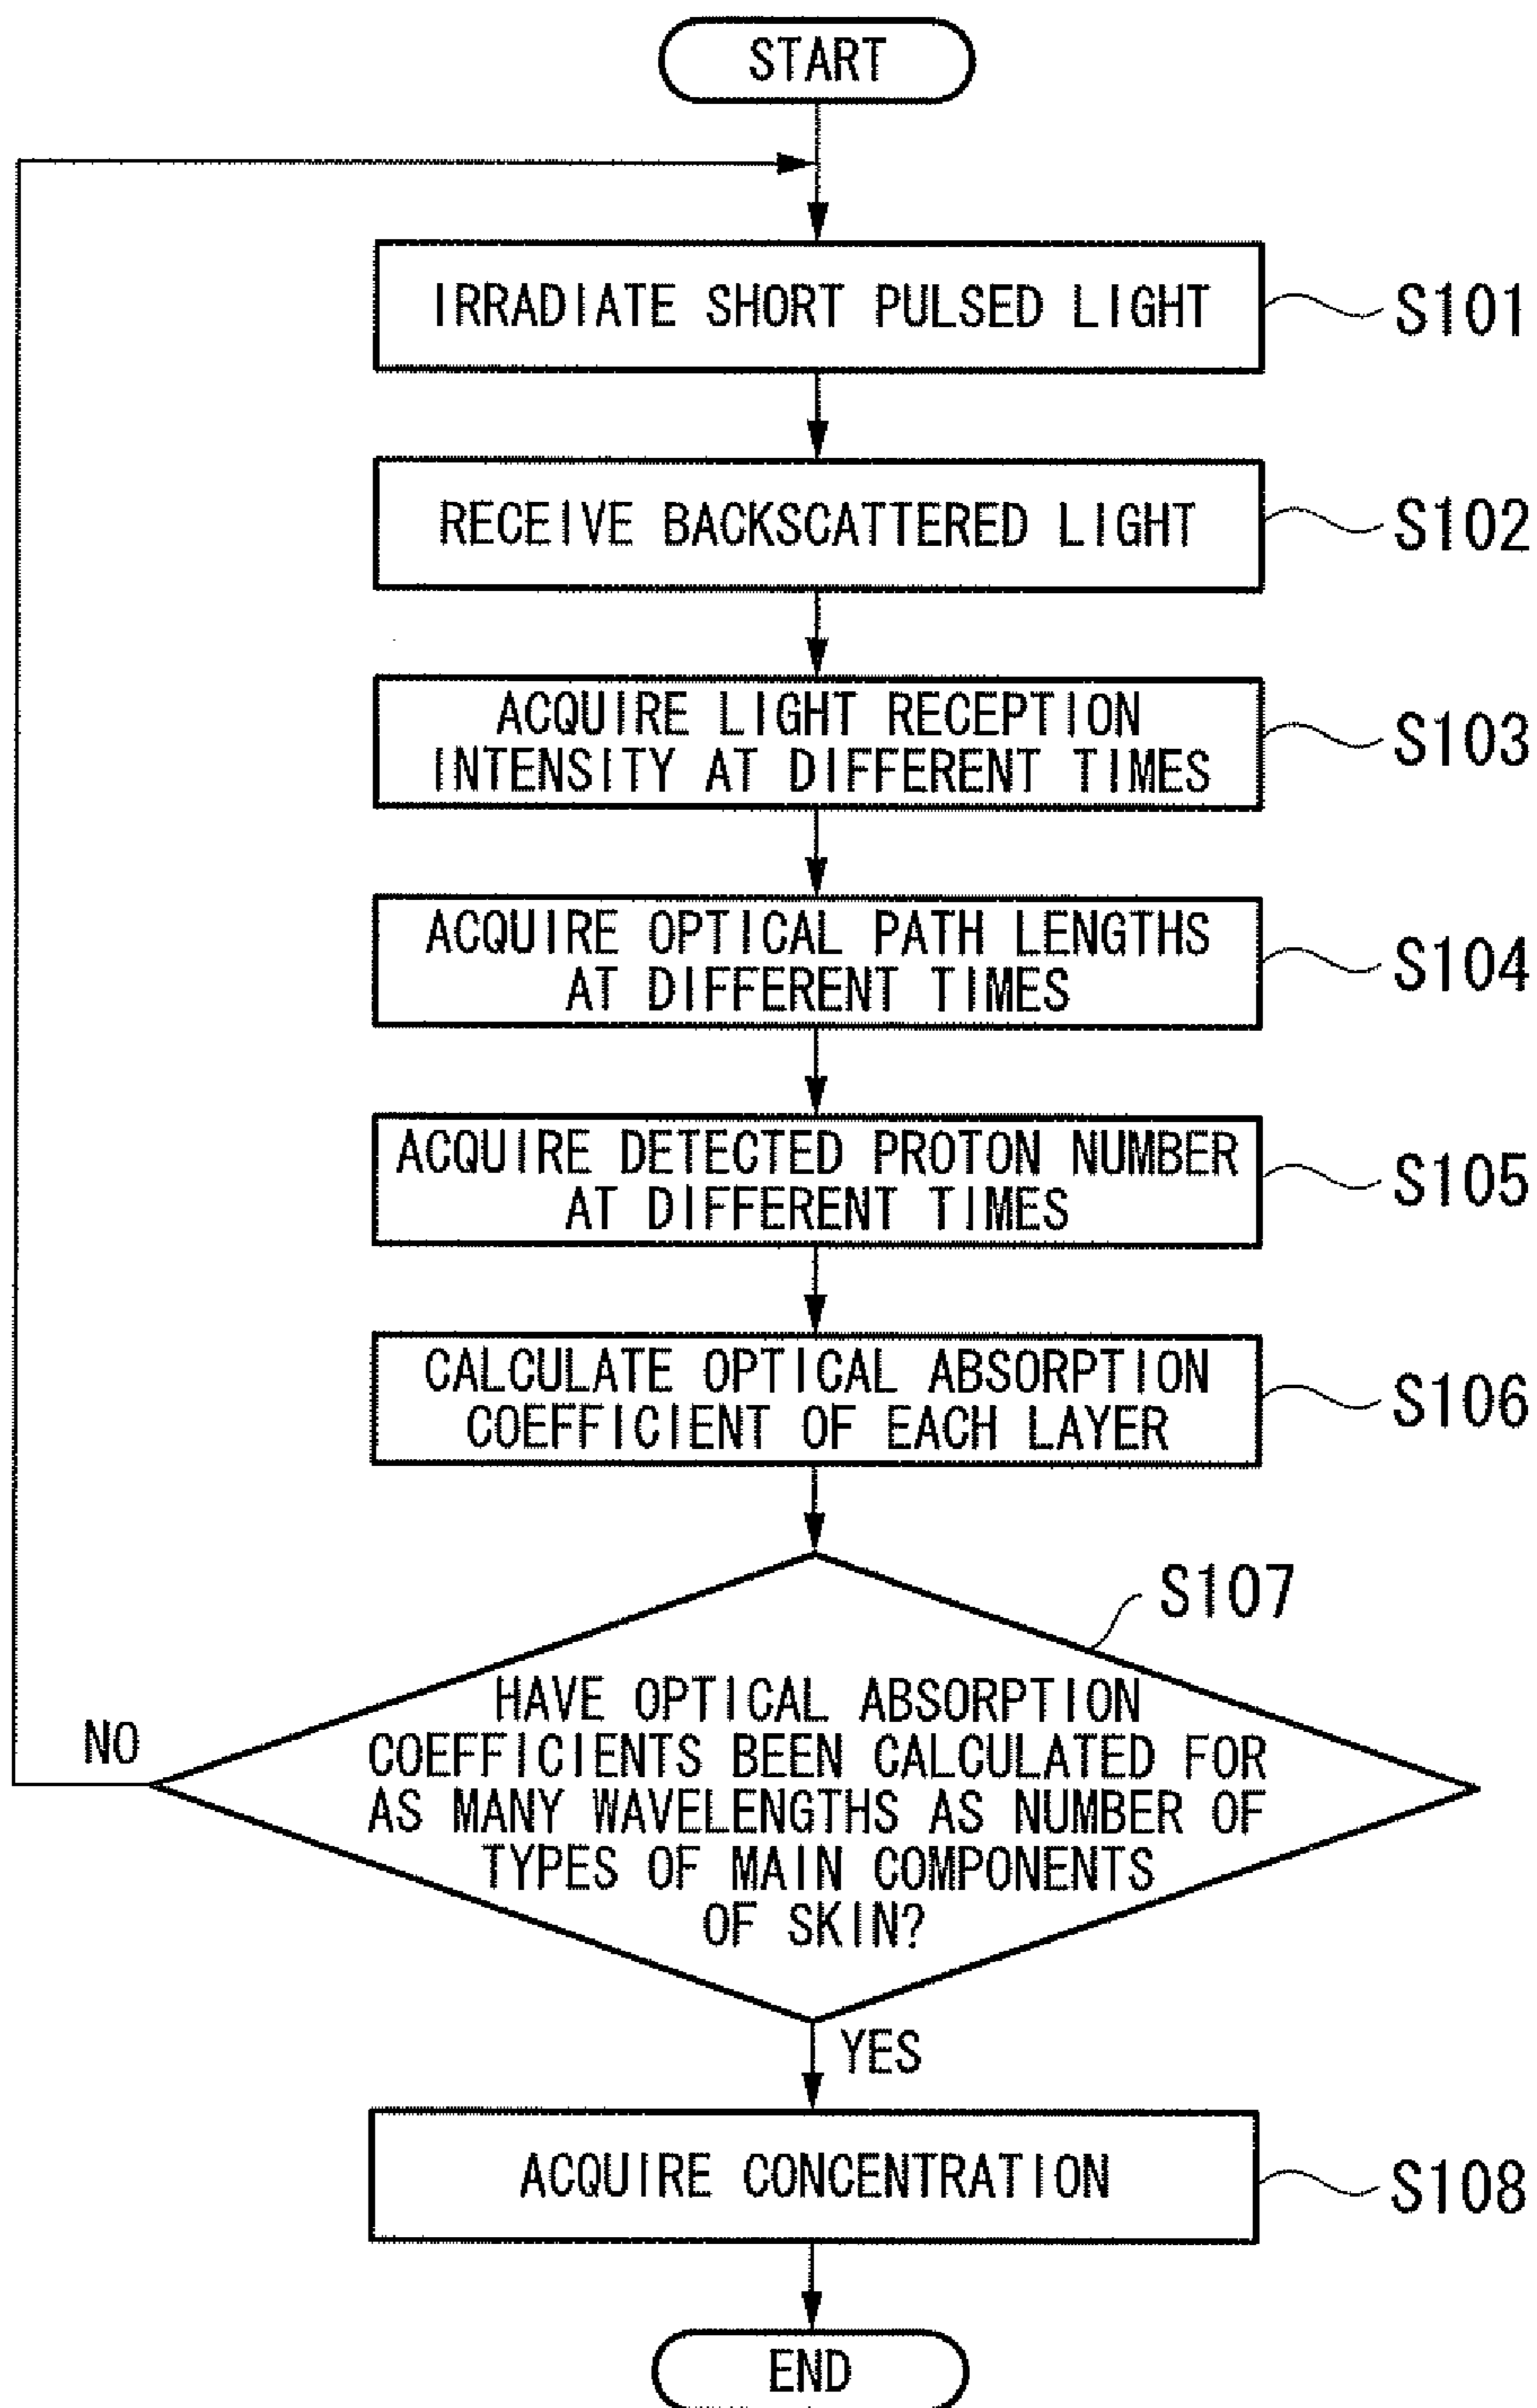 START
IRRADIATE SHORT PULSED LIGHT
S101
RECEIVE BACKSCATTERED LIGHT
S102
ACQUIRE LIGHT RECEPTION
INTENSITY AT DIFFERENT TIMES
S103
ACQUIRE OPTICAL PATH LENGTHS
AT DIFFERENT TIMES
S104
ACQUIRE DETECTED PROTON NUMBER
AT DIFFERENT TIMES
S105
CALCULATE OPTICAL ABSORPTION
COEFFICIENT OF EACH LAYER
S106
S107
HAVE OPTICAL ABSORPTION
COEFFICIENTS BEEN CALCULATED FOR
AS MANY WAVELENGTHS AS NUMBER OF
TYPES OF MAIN COMPONENTS
OF SKIN?
NO
YES
ACQUIRE CONCENTRATION
S108
END